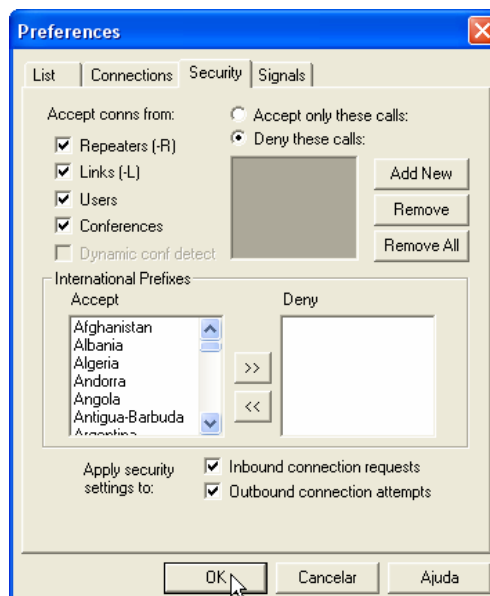 Preferences
List Connections Security Signals
Accept conns from:
Repeaters (-R)
Links (-L)
Users
Conferences
Dynamic conf detect
Accept only these calls:
Deny these calls:
Add New
Remove
Remove All
International Prefixes
Accept
Afghanistan
Albania
Algeria
Andorra
Angola
Antigua-Barbuda
Argentina
>>
<<
Deny
Apply security
settings to:
Inbound connection requests
Outbound connection attempts
OK Cancelar Ajuda